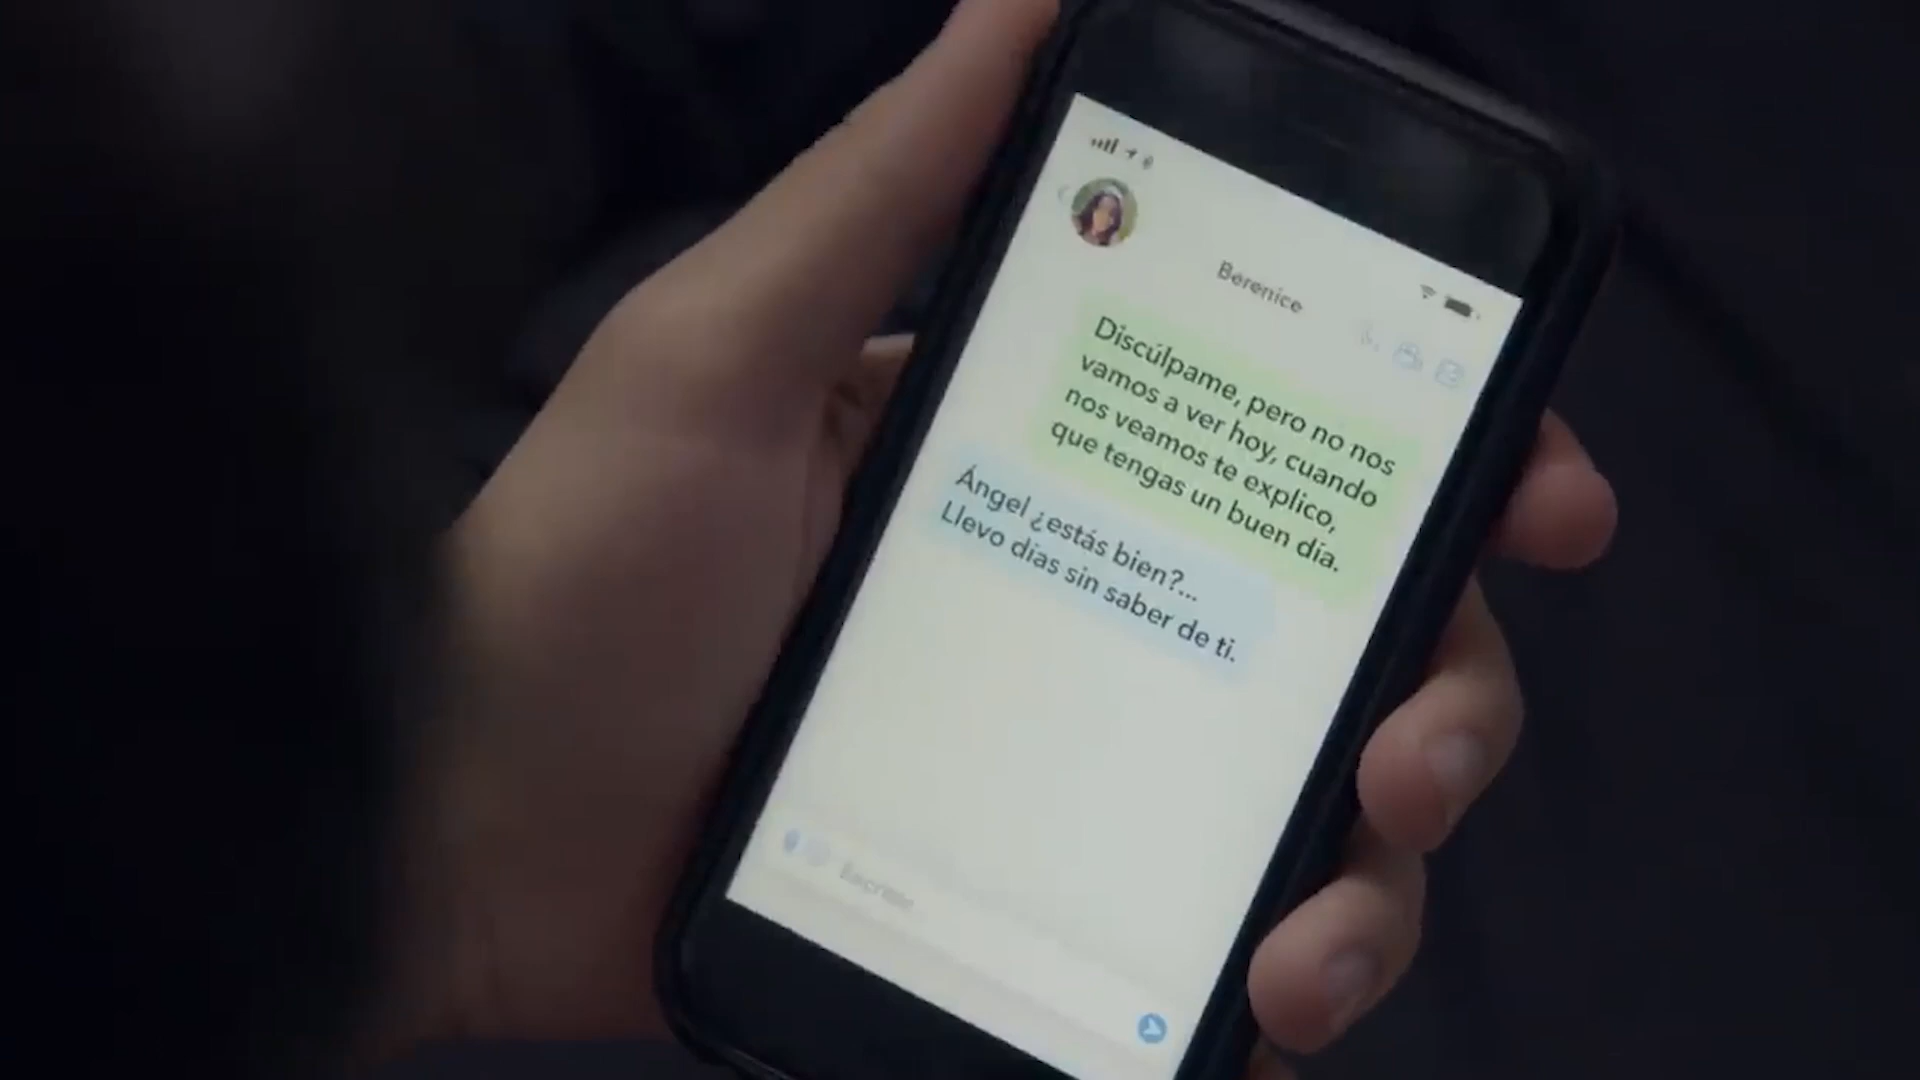 Berenice
Discúlpame, pero no nos
vamos a ver hoy, cuando
nos veamos te explico,
que tengas un buen día.
Ángel ¿estás bien?...
Llevo días sin saber de ti.
Escribe